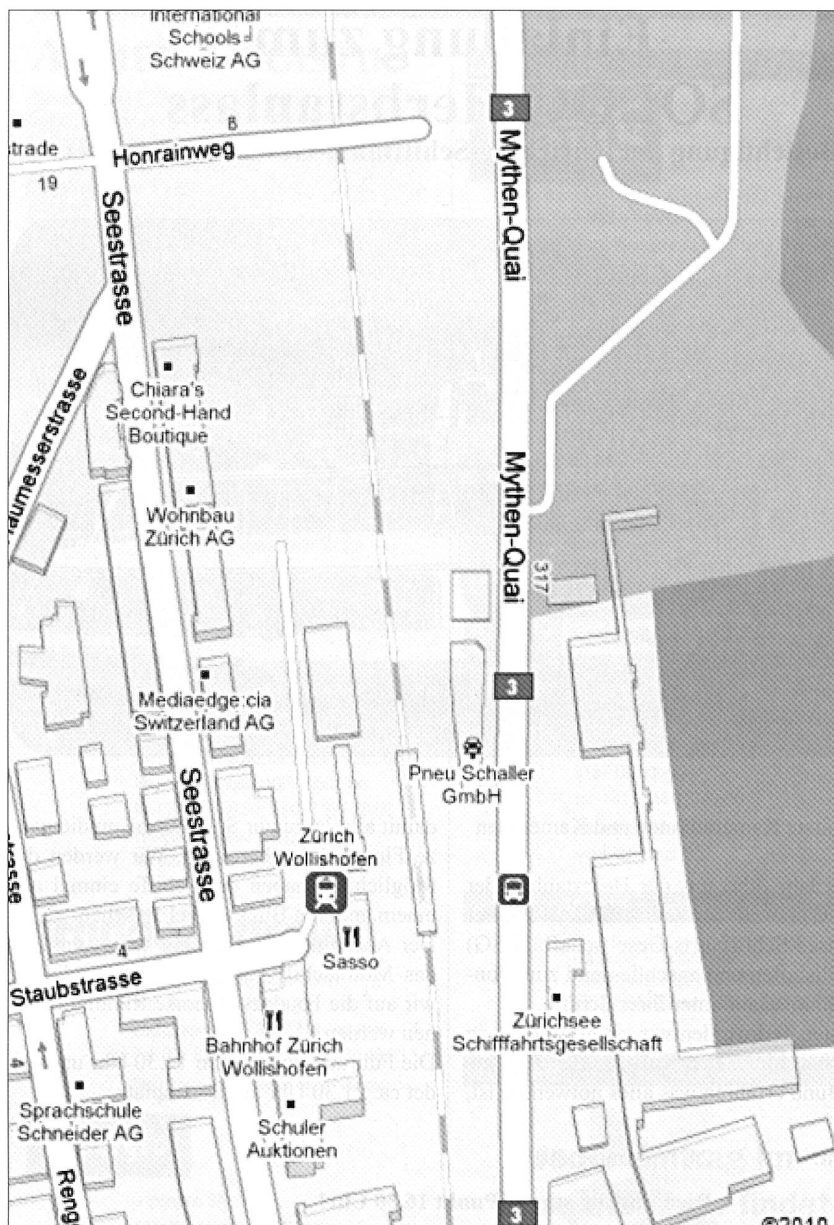 International
Schools
Schweiz AG
3
8
Honrainweg
19
Mythen-Quai
Seestrasse
Chiara's
Second-Hand
Boutique
Wohnbau
Zürich AG
Mythen-Quai
317
Mediaedge:cia
Switzerland AG
3
Pneu Schaller
GmbH
Seestrasse
Zürich
Wollishofen
Sasso
4
Staubstrasse
Zürichsee
Schifffahrtsgesellschaft
Bahnhof Zürich
Wollishofen
4
Sprachschule
Schneider AG
Schuler
Auktionen
3
©2010